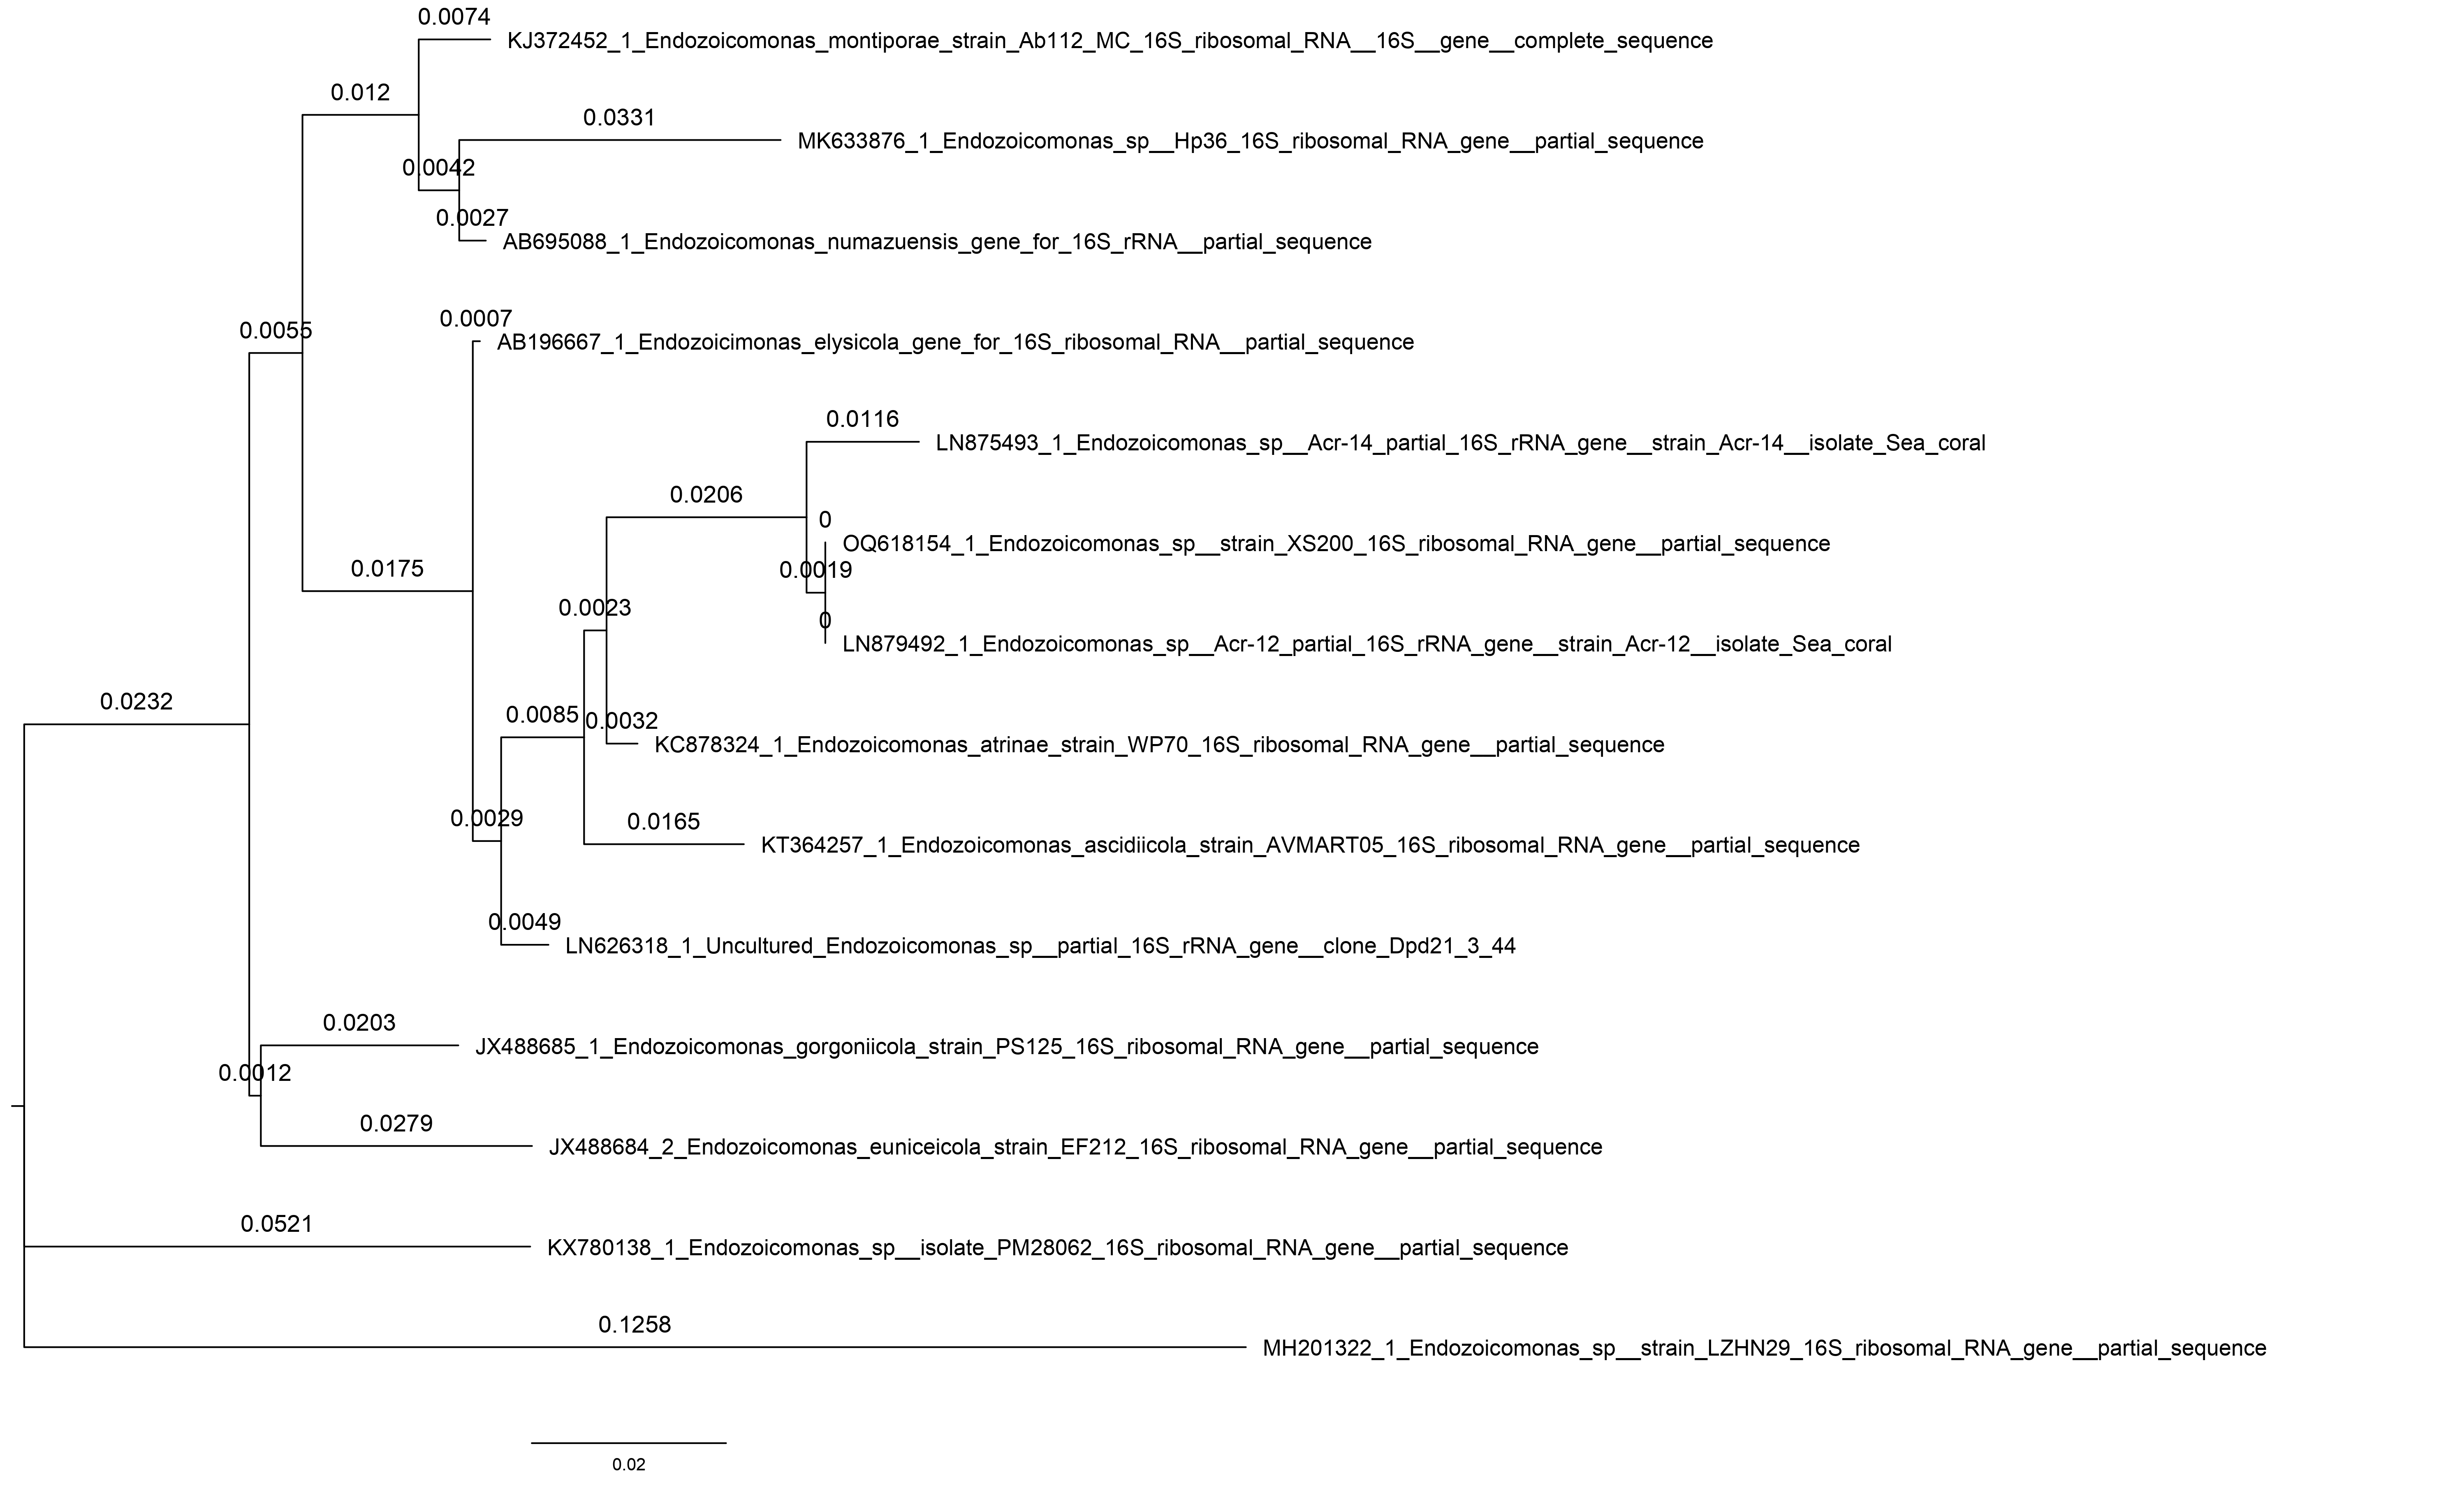 0.0074
KJ372452_1_Endozoicomonas_montiporae_strain_Ab112_MC_16S_ribosomal_RNA__16S__gene__complete_sequence
0.012
0.0331
MK633876_1_Endozoicomonas_sp__Hp36_16S_ribosomal_RNA_gene__partial_sequence
0.0042
0.0027
AB695088_1_Endozoicomonas_numazuensis_gene_for_16S_rRNA__partial_sequence
0.0055
0.0007
AB196667_1_Endozoicimonas_elysicola_gene_for_16S_ribosomal_RNA__partial_sequence
0.0116
LN875493_1_Endozoicomonas_sp__Acr-14_partial_16S_rRNA_gene__strain_Acr-14__isolate_Sea_coral
0.0206
0
OQ618154_1_Endozoicomonas_sp__strain_XS200_16S_ribosomal_RNA_gene__partial_sequence
0.0175
0.0019
0.0023
0
LN879492_1_Endozoicomonas_sp__Acr-12_partial_16S_rRNA_gene__strain_Acr-12__isolate_Sea_coral
0.0232
0.0085
0.0032
KC878324_1_Endozoicomonas_atrinae_strain_WP70_16S_ribosomal_RNA_gene__partial_sequence
0.0029
0.0165
KT364257_1_Endozoicomonas_ascidiicola_strain_AVMART05_16S_ribosomal_RNA_gene__partial_sequence
0.0049
LN626318_1_Uncultured_Endozoicomonas_sp__partial_16S_rRNA_gene__clone_Dpd21_3_44
0.0203
JX488685_1_Endozoicomonas_gorgoniicola_strain_PS125_16S_ribosomal_RNA_gene__partial_sequence
0.0012
0.0279
JX488684_2_Endozoicomonas_euniceicola_strain_EF212_16S_ribosomal_RNA_gene__partial_sequence
0.0521
KX780138_1_Endozoicomonas_sp__isolate_PM28062_16S_ribosomal_RNA_gene__partial_sequence
0.1258
MH201322_1_Endozoicomonas_sp__strain_LZHN29_16S_ribosomal_RNA_gene__partial_sequence
0.02